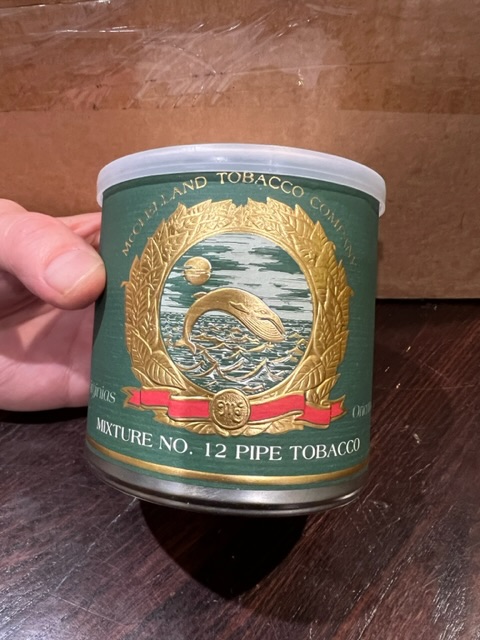 MCCLELLAND TOBACCO COMPANY
MIXTURE NO. 12 PIPE TOBACCO